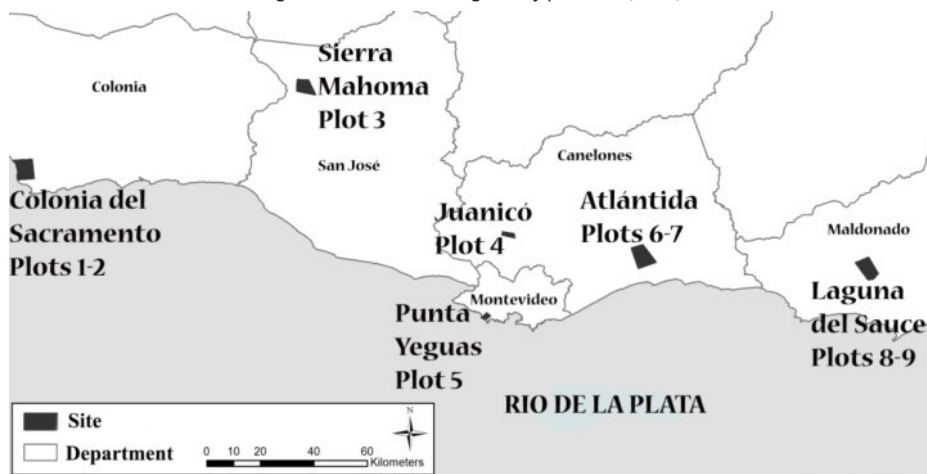 Sierra
Mahoma
Plot 3
Colonia
San José
Canelones
Colonia del
Sacramento
Plots 1-2
Juanicó
Plot 4
Atlántida
Plots 6-7
Maldonado
Montevideo
Punta
Yeguas
Plot 5
Laguna
del Sauce
Plots 8-9
RIO DE LA PLATA
Site
Department
N
0 10 20 40 60
Kilometers